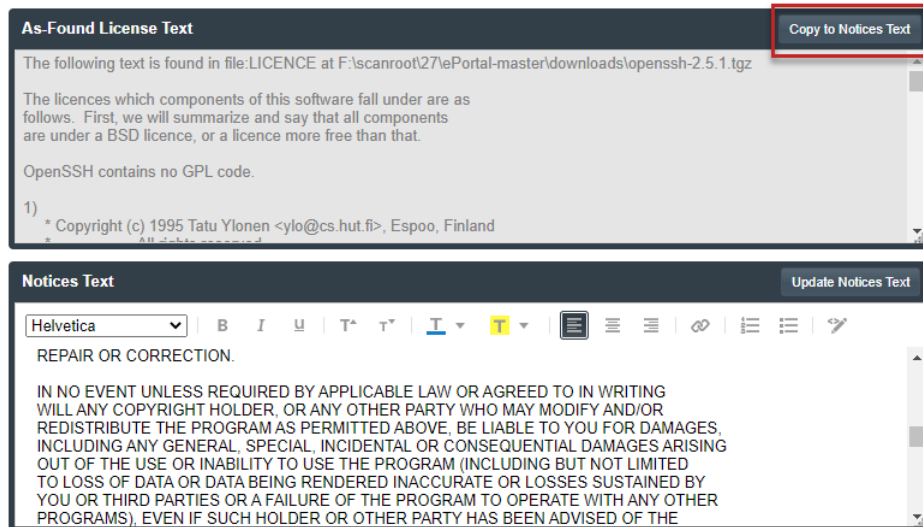 As-Found License Text
Copy to Notices Text
The following text is found in file:LICENCE at F:\scanroot\27\ePortal-master\downloads\openssh-2.5.1.tgz
The licences which components of this software fall under are as
follows.  First, we will summarize and say that all components
are under a BSD licence, or a licence more free than that.
OpenSSH contains no GPL code.
1)
* Copyright (c) 1995 Tatu Ylonen <ylo@cs.hut.fi>, Espoo, Finland
* All rights reserved
Notices Text
Update Notices Text
Helvetica
B I U T T T T
REPAIR OR CORRECTION.
IN NO EVENT UNLESS REQUIRED BY APPLICABLE LAW OR AGREED TO IN WRITING
WILL ANY COPYRIGHT HOLDER, OR ANY OTHER PARTY WHO MAY MODIFY AND/OR
REDISTRIBUTE THE PROGRAM AS PERMITTED ABOVE, BE LIABLE TO YOU FOR DAMAGES,
INCLUDING ANY GENERAL, SPECIAL, INCIDENTAL OR CONSEQUENTIAL DAMAGES ARISING
OUT OF THE USE OR INABILITY TO USE THE PROGRAM (INCLUDING BUT NOT LIMITED
TO LOSS OF DATA OR DATA BEING RENDERED INACCURATE OR LOSSES SUSTAINED BY
YOU OR THIRD PARTIES OR A FAILURE OF THE PROGRAM TO OPERATE WITH ANY OTHER
PROGRAMS), EVEN IF SUCH HOLDER OR OTHER PARTY HAS BEEN ADVISED OF THE